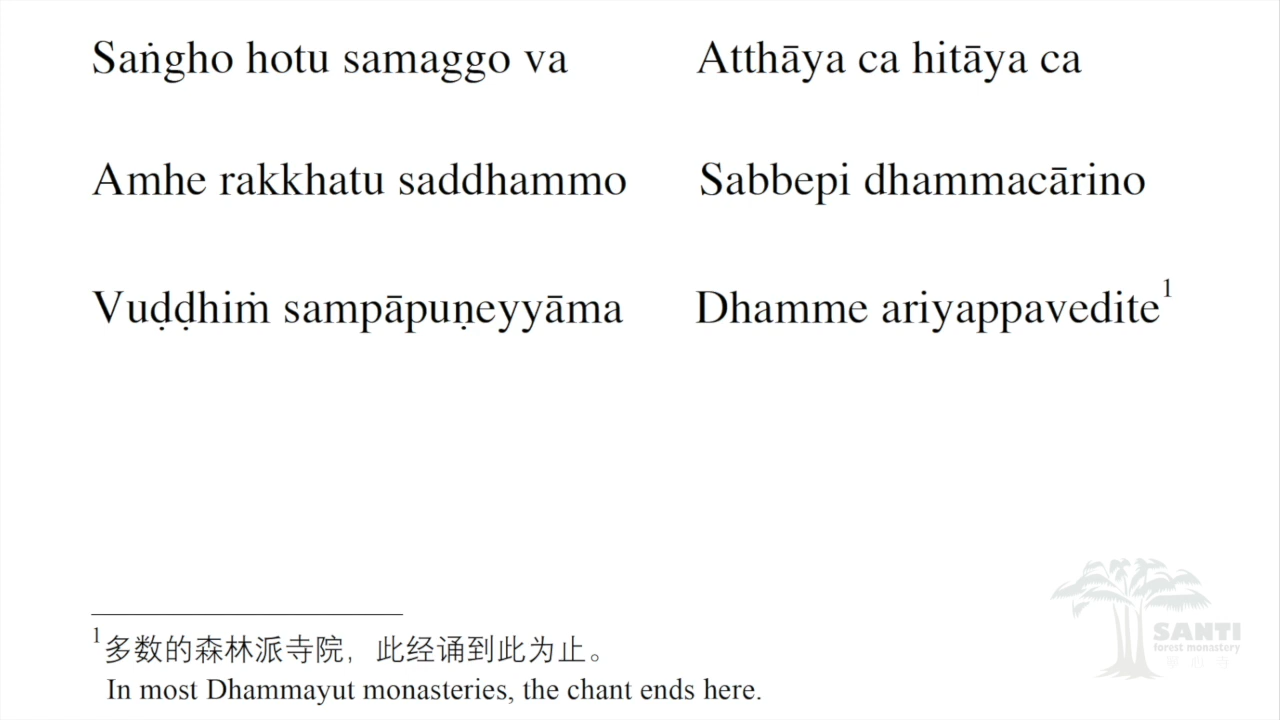 Saṅgho hotu samaggo va Atthāya ca hitāya ca
Amhe rakkhatu saddhammo Sabbepi dhammacārino
Vuḍḍhiṁ sampāpuṇeyyāma Dhamme ariyappavedite¹
¹多数的森林派寺院，此经诵到此为止。
In most Dhammayut monasteries, the chant ends here.
SANTI
forest monastery